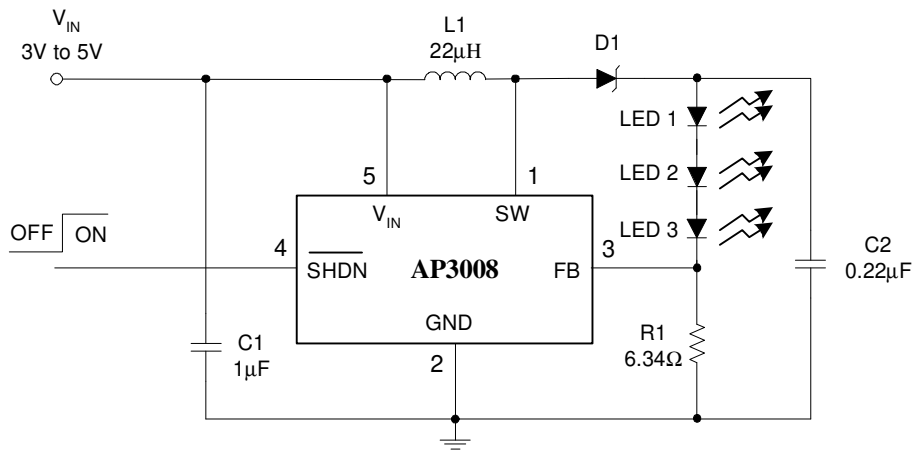 V_IN
3V to 5V
L1
22μH
D1
LED 1
LED 2
LED 3
5
1
V_IN
SW
OFF
ON
4
SHDN
AP3008
FB
3
C2
0.22μF
GND
2
C1
1μF
R1
6.34Ω